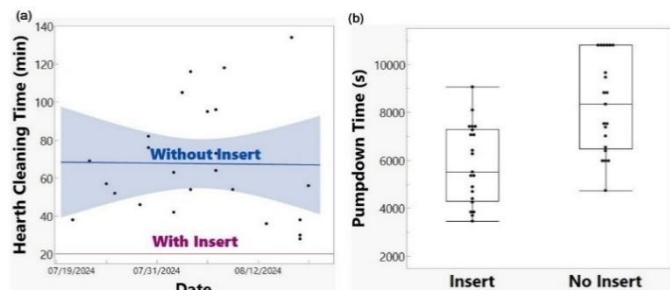 (a)
Hearth Cleaning Time (min)
140
120
100
80
60
40
20
Without Insert
With Insert
07/19/2024
07/31/2024
08/12/2024
Date
(b)
Pumpdown Time (s)
10000
8000
6000
4000
2000
Insert
No Insert